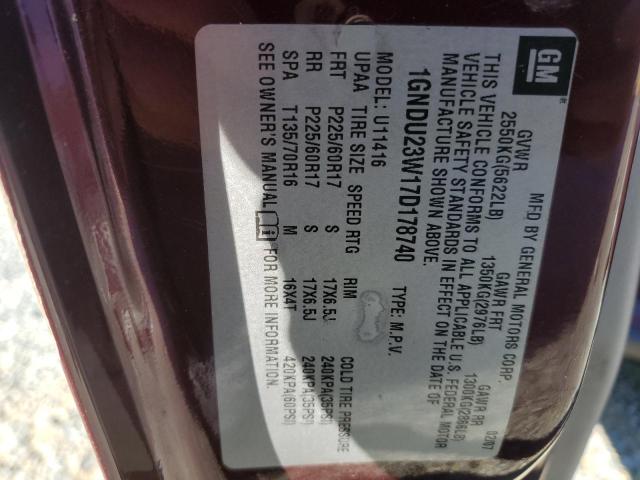 GM
MFD BY GENERAL MOTORS CORP. 02/07
GVWR GAWR FRT GAWR RR
2550KG(5622LB) 1350KG(2976LB) 1300KG(2866LB)
THIS VEHICLE CONFORMS TO ALL APPLICABLE U.S. FEDERAL MOTOR
VEHICLE SAFETY STANDARDS IN EFFECT ON THE DATE OF
MANUFACTURE SHOWN ABOVE.
1GNDU23W17D178740 TYPE: M.P.V.
U11416
UPAA TIRE SIZE SPEED RTG RIM COLD TIRE PRESSURE
FRT P225/60R17 S 17X6.5J 240KPA(35PSI)
RR P225/60R17 S 17X6.5J 240KPA(35PSI)
SPA T135/70R16 M 16X4T 420KPA(60PSI)
SEE OWNER'S MANUAL FOR MORE INFORMATION.